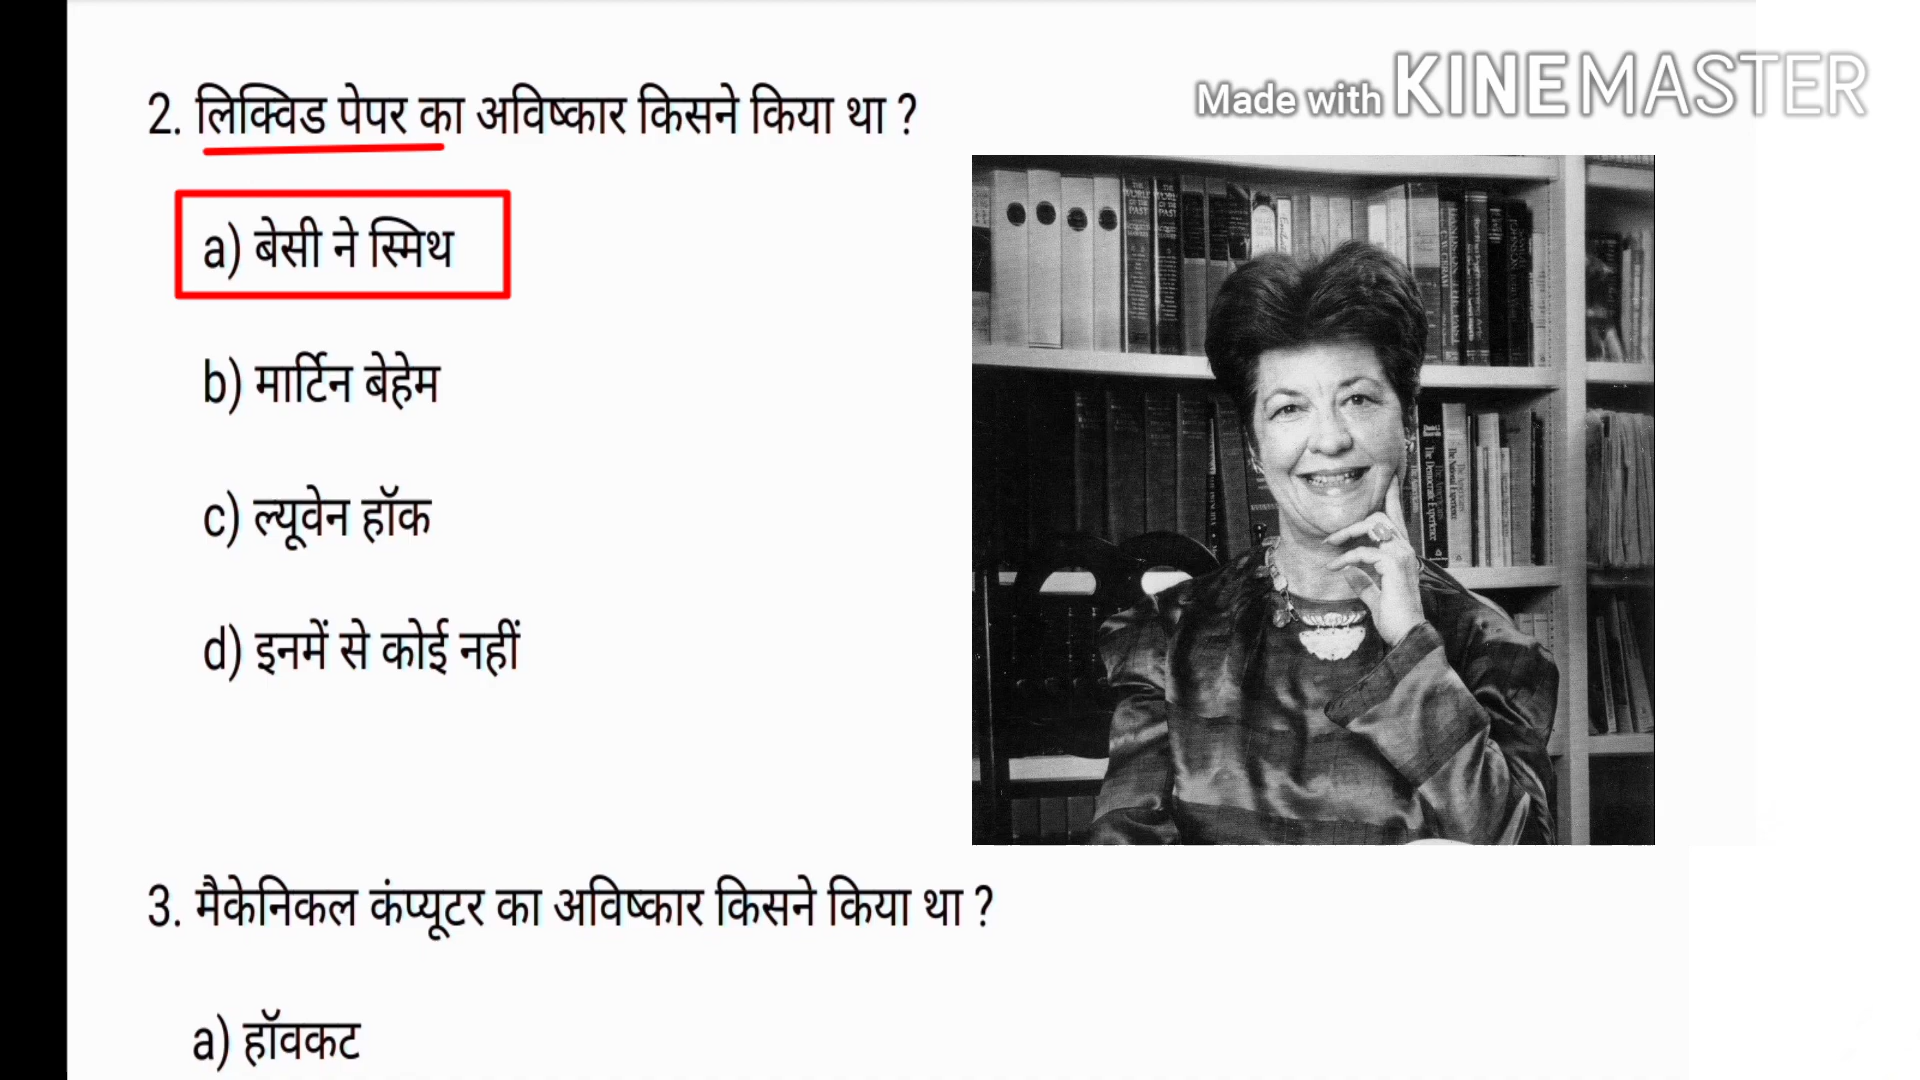 Made with KINEMASTER
2. लिक्विड पेपर का अविष्कार किसने किया था ?
a) बेसी ने स्मिथ
b) मार्टिन बेहेम
c) ल्यूवेन हॉक
d) इनमें से कोई नहीं
3. मैकेनिकल कंप्यूटर का अविष्कार किसने किया था ?
a) हॉवकट